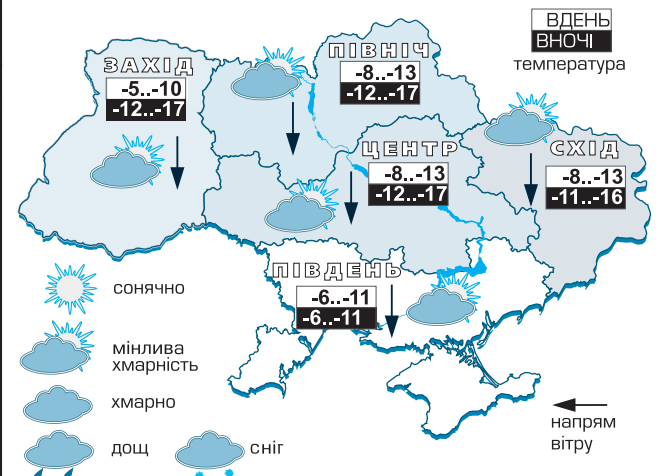 ВДЕНЬ
ВНОЧІ
температура
ПІВНІЧ
-8..-13
-12..-17
ЗАХІД
-5..-10
-12..-17
ЦЕНТР
-8..-13
-12..-17
СХІД
-8..-13
-11..-16
ПІВДЕНЬ
-6..-11
-6..-11
сонячно
мінлива
хмарність
хмарно
дощ
сніг
напрям
вітру